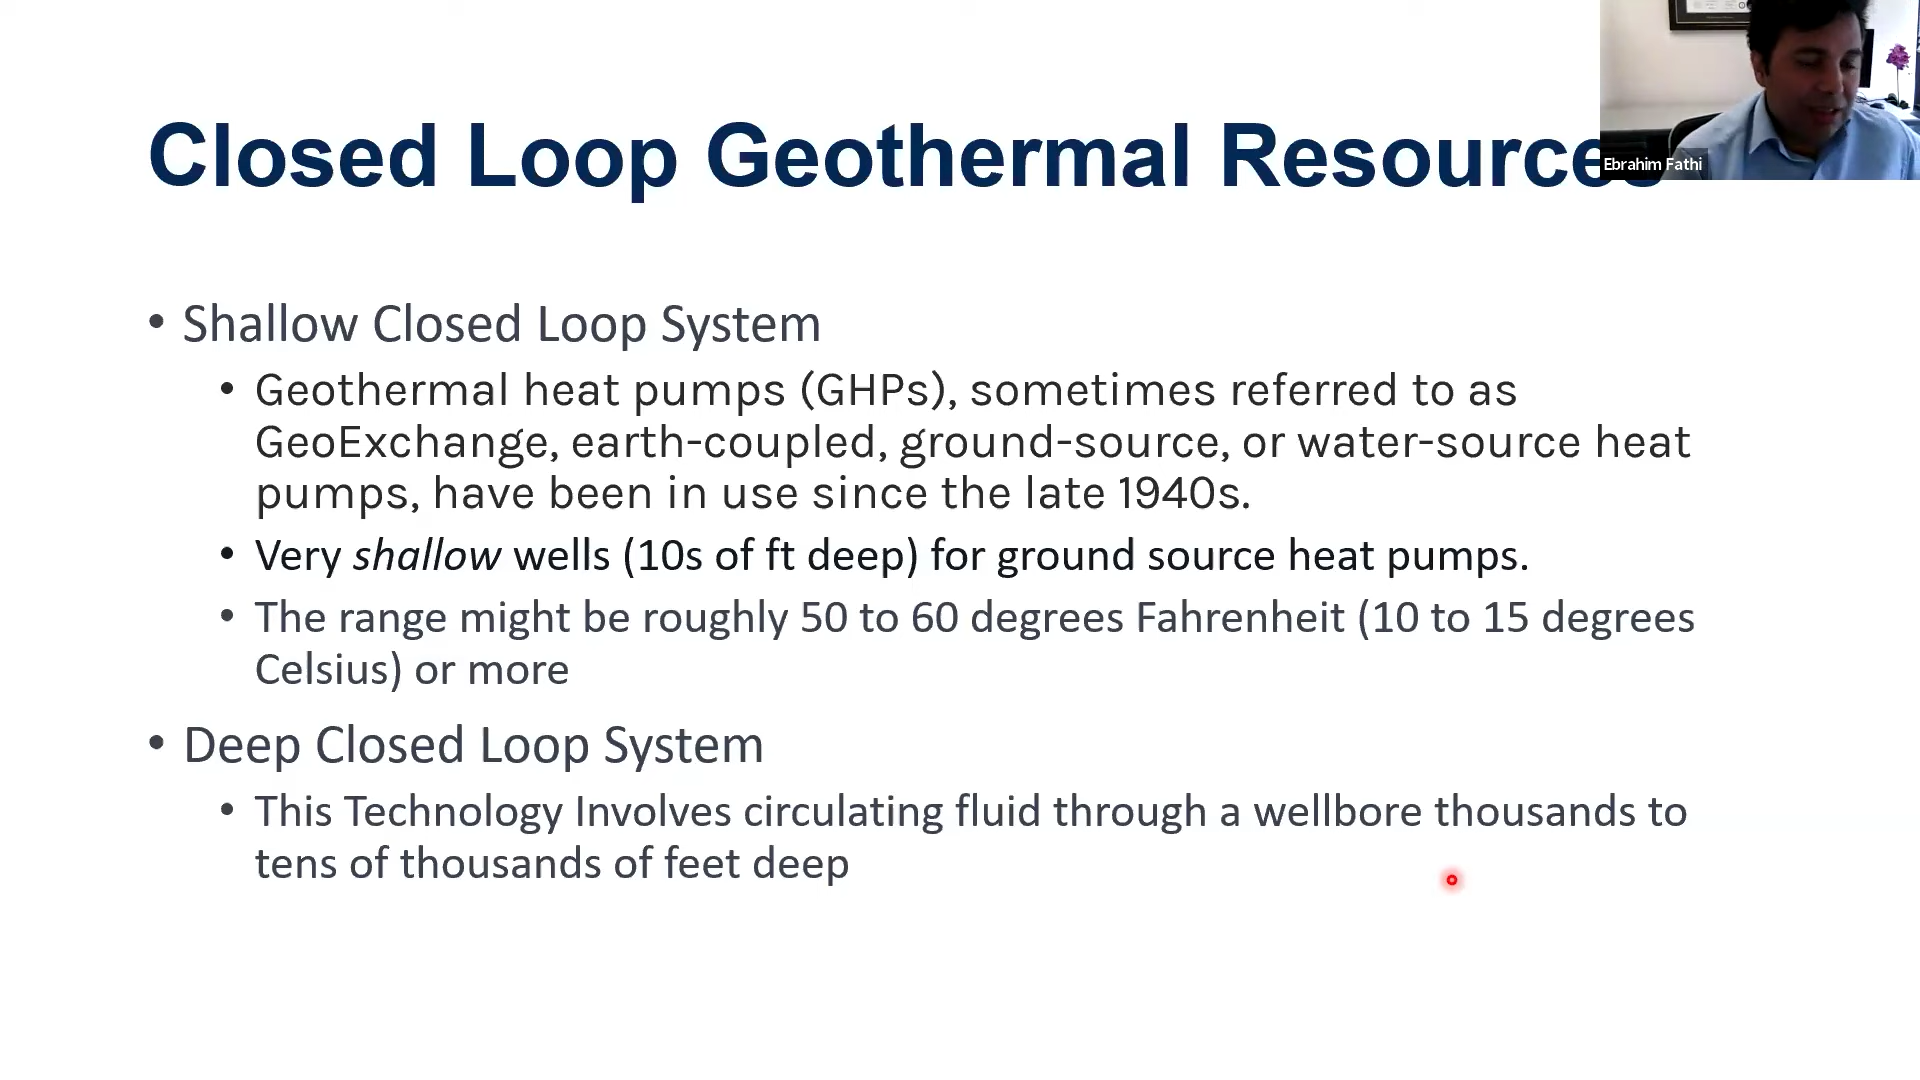 Closed Loop Geothermal Resources
Ebrahim Fathi
• Shallow Closed Loop System
• Geothermal heat pumps (GHPs), sometimes referred to as
GeoExchange, earth-coupled, ground-source, or water-source heat
pumps, have been in use since the late 1940s.
• Very shallow wells (10s of ft deep) for ground source heat pumps.
• The range might be roughly 50 to 60 degrees Fahrenheit (10 to 15 degrees
Celsius) or more
• Deep Closed Loop System
• This Technology Involves circulating fluid through a wellbore thousands to
tens of thousands of feet deep